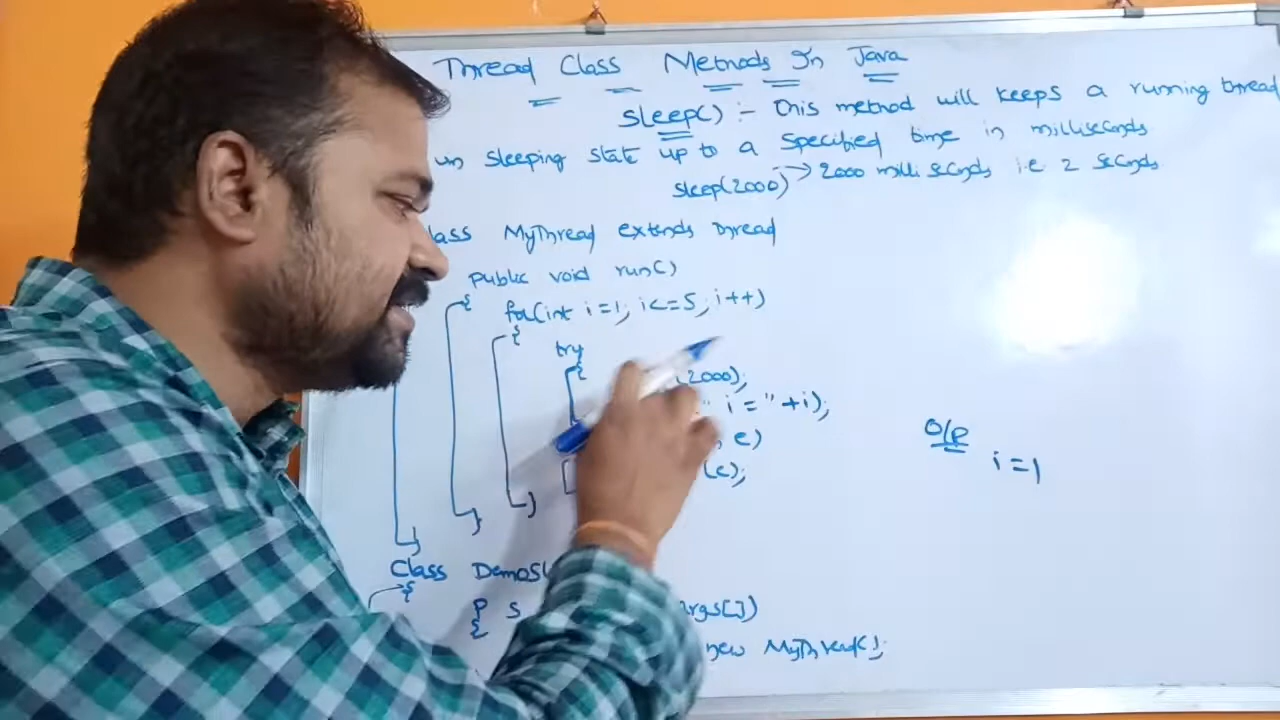 Thread Class Methods In Java
sleep() :- This method will keeps a running thread
in sleeping state up to a specified time in milliseconds
sleep(2000) → 2000 milli seconds i.e 2 seconds
lass MyThread extends Thread
public void run()
{
for(int i=1; i<=5; i++)
{
try
{
(2000);
" i = " +i);
, e)
(e);
}
}
}
O/P
i =1
Class DemoSl
{
p s
args[])
{
new MyThread();